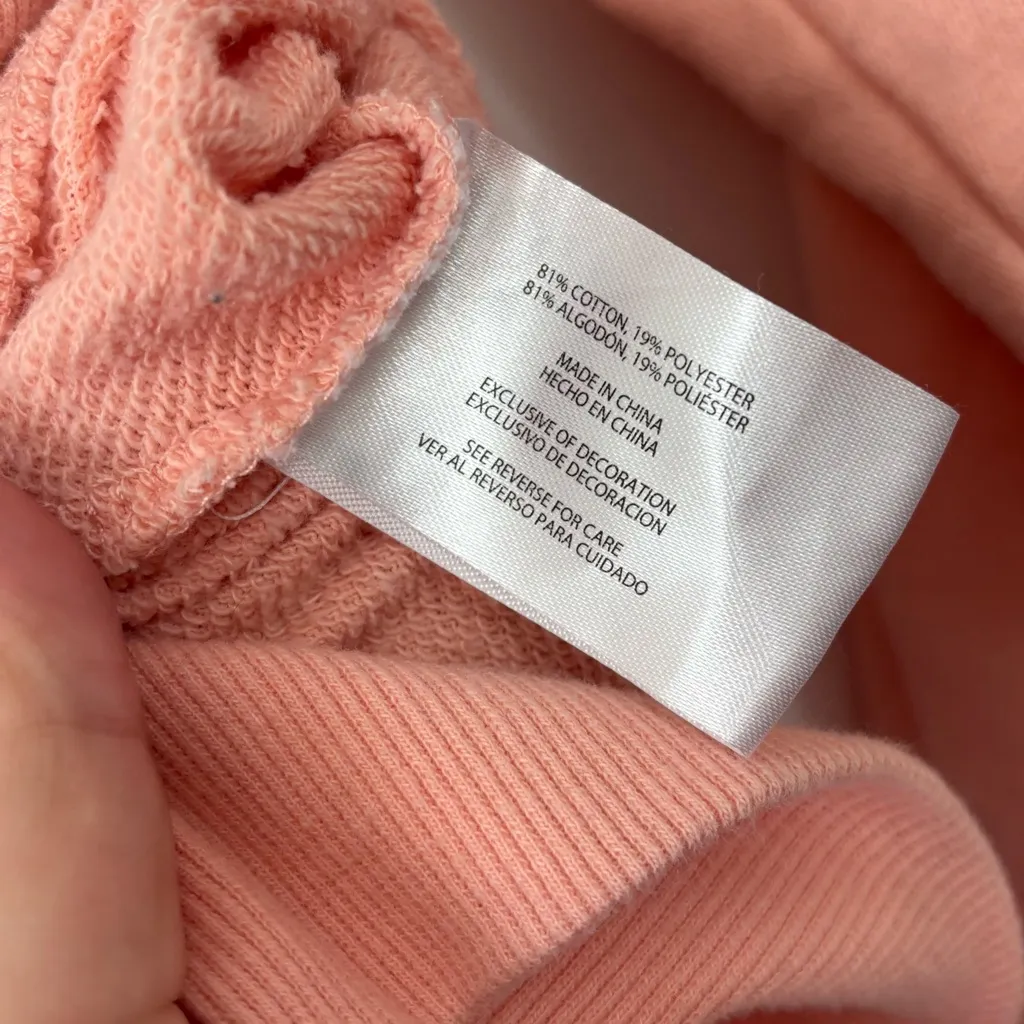 81% COTTON, 19% POLYESTER
81% ALGODÓN, 19% POLIÉSTER
MADE IN CHINA
HECHO EN CHINA
EXCLUSIVE OF DECORATION
EXCLUSIVO DE DECORACION
SEE REVERSE FOR CARE
VER AL REVERSO PARA CUIDADO